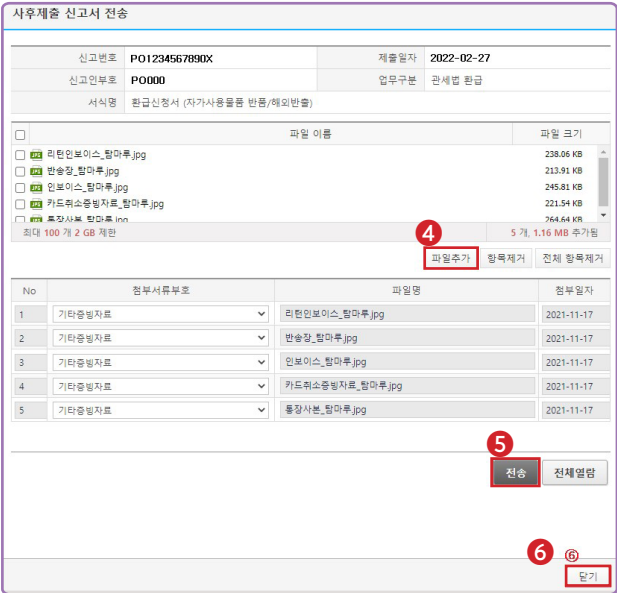 사후제출 신고서 전송
신고번호 PO1234567890X 제출일자 2022-02-27
신고인부호 PO000 업무구분 관세법 환급
서식명 환급신청서 (자가사용물품 반품/해외반출)
파일 이름 파일 크기
JPG 리턴인보이스_탐마루.jpg 238.06 KB
JPG 반송장_탐마루.jpg 213.91 KB
JPG 인보이스_탐마루.jpg 245.81 KB
JPG 카드취소증빙자료_탐마루.jpg 221.54 KB
JPG 통장사본_탐마루.jpg 264.64 KB
최대 100 개 2 GB 제한 5 개, 1.16 MB 추가됨
4
파일추가 항목제거 전체 항목제거
No 첨부서류부호 파일명 첨부일자
1 기타증빙자료 리턴인보이스_탐마루.jpg 2021-11-17
2 기타증빙자료 반송장_탐마루.jpg 2021-11-17
3 기타증빙자료 인보이스_탐마루.jpg 2021-11-17
4 기타증빙자료 카드취소증빙자료_탐마루.jpg 2021-11-17
5 기타증빙자료 통장사본_탐마루.jpg 2021-11-17
5
전송 전체열람
6 ⑥
닫기